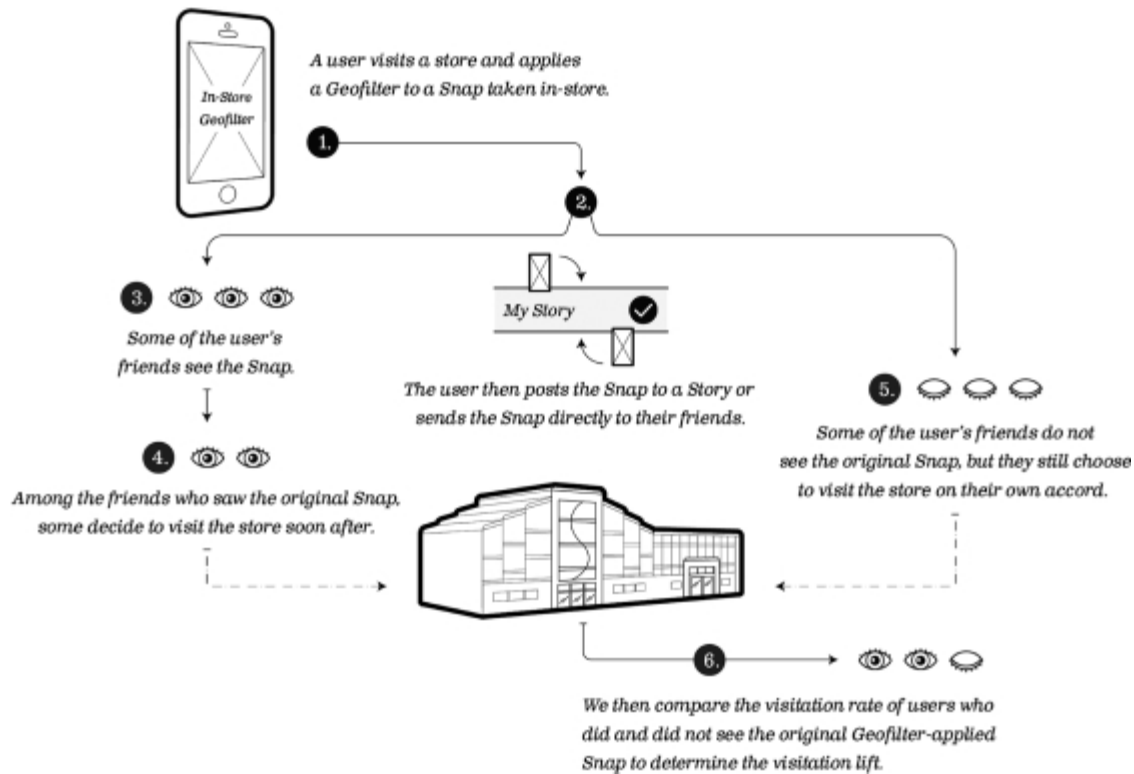 In-Store
Geofilter
A user visits a store and applies
a Geofilter to a Snap taken in-store.
1.
2.
3.
Some of the user's
friends see the Snap.
My Story
The user then posts the Snap to a Story or
sends the Snap directly to their friends.
4.
Among the friends who saw the original Snap,
some decide to visit the store soon after.
5.
Some of the user's friends do not
see the original Snap, but they still choose
to visit the store on their own accord.
6.
We then compare the visitation rate of users who
did and did not see the original Geofilter-applied
Snap to determine the visitation lift.